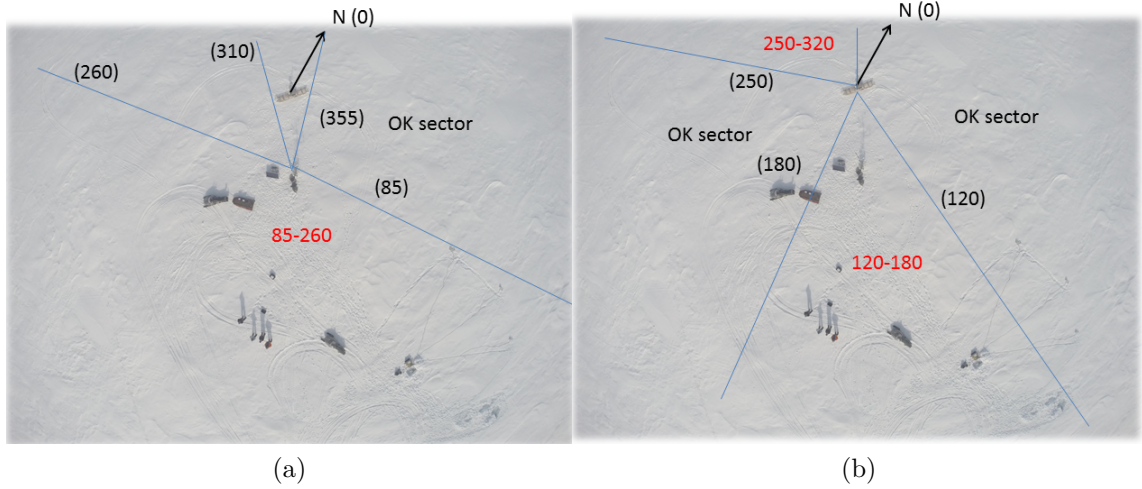 N (0)
(310)
(260)
(355)
OK sector
(85)
85-260
(a)
N (0)
250-320
(250)
OK sector
OK sector
(180)
(120)
120-180
(b)